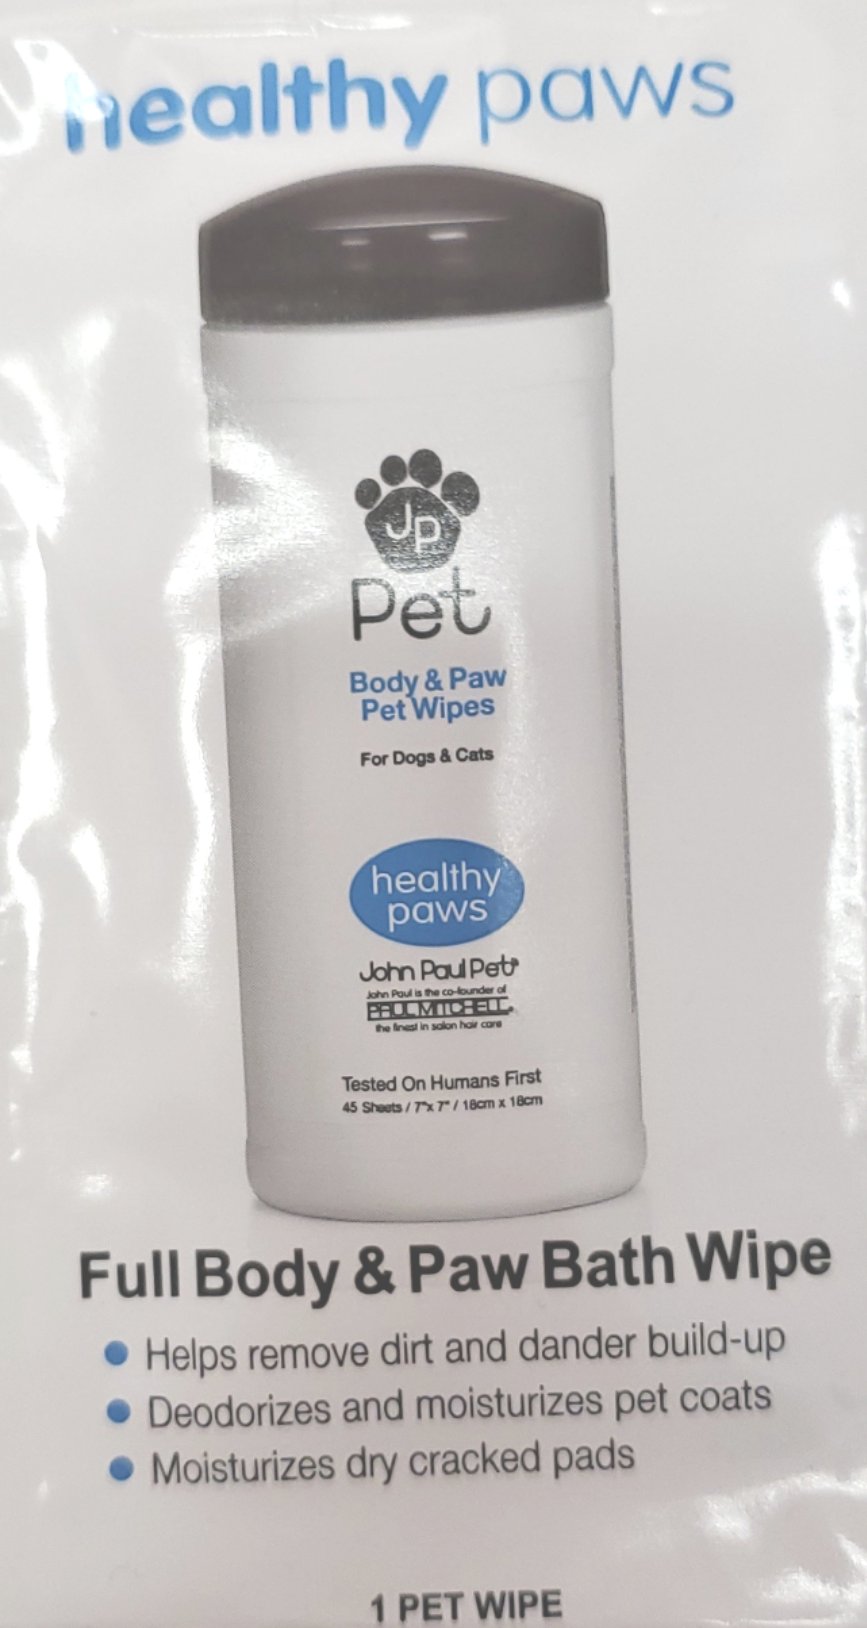 healthy paws
JP
Pet
Body & Paw
Pet Wipes
For Dogs & Cats
healthy
paws
John Paul Pet®
John Paul is the co-founder of
PAUL MITCHELL®
the finest in salon hair care
Tested On Humans First
45 Sheets / 7"x 7" / 18cm x 18cm
Full Body & Paw Bath Wipe
• Helps remove dirt and dander build-up
• Deodorizes and moisturizes pet coats
• Moisturizes dry cracked pads
1 PET WIPE